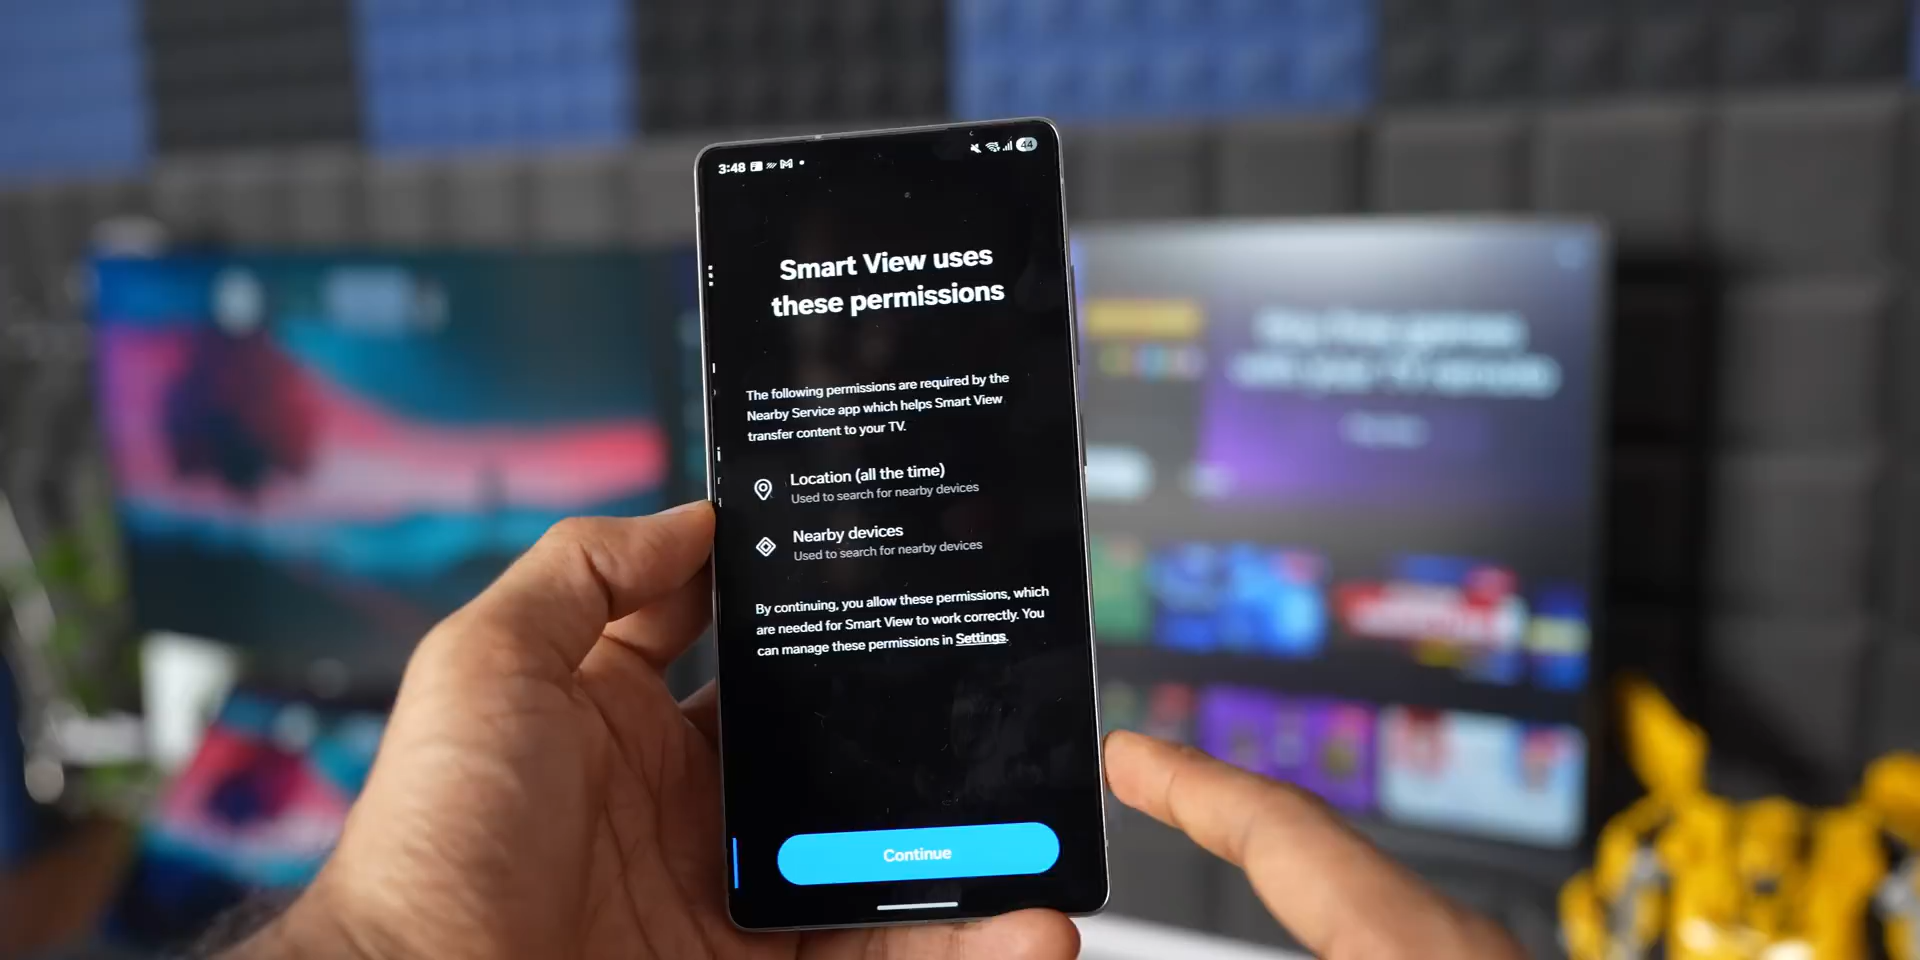 3:48
44
Smart View uses
these permissions
The following permissions are required by the
Nearby Service app which helps Smart View
transfer content to your TV.
Location (all the time)
Used to search for nearby devices
Nearby devices
Used to search for nearby devices
By continuing, you allow these permissions, which
are needed for Smart View to work correctly. You
can manage these permissions in Settings.
Continue